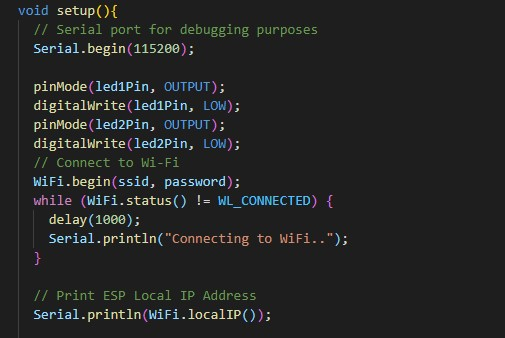 void setup(){
// Serial port for debugging purposes
Serial.begin(115200);
pinMode(led1Pin, OUTPUT);
digitalWrite(led1Pin, LOW);
pinMode(led2Pin, OUTPUT);
digitalWrite(led2Pin, LOW);
// Connect to Wi-Fi
WiFi.begin(ssid, password);
while (WiFi.status() != WL_CONNECTED) {
delay(1000);
Serial.println("Connecting to WiFi..");
}
// Print ESP Local IP Address
Serial.println(WiFi.localIP());